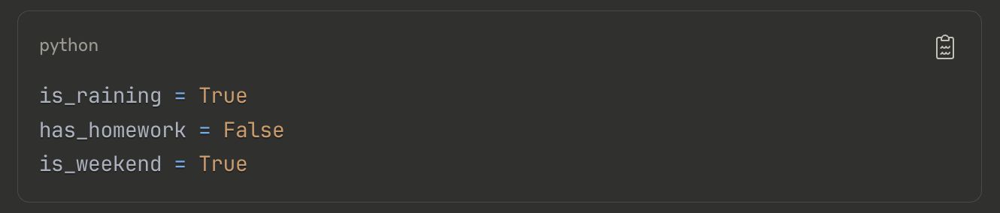 python
is_raining = True
has_homework = False
is_weekend = True